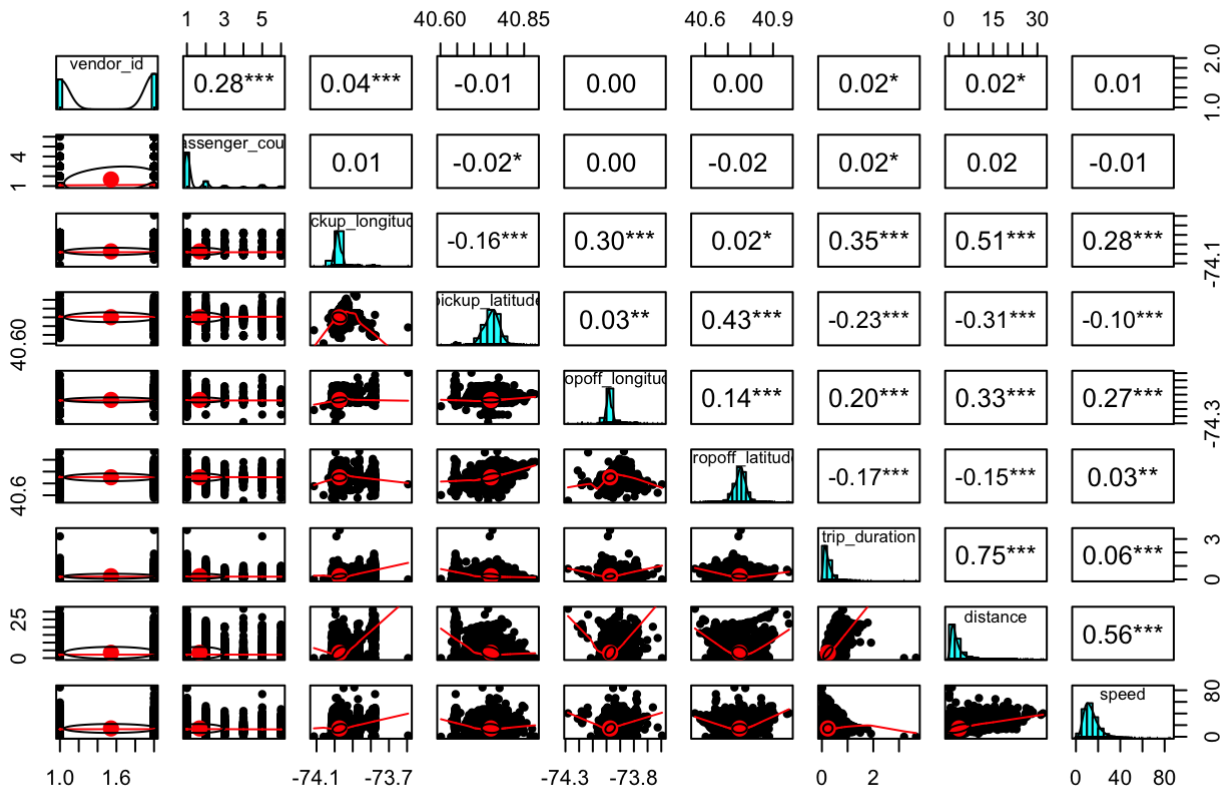 1 3 5 40.60 40.85 40.6 40.9 0 15 30
vendor_id 0.28*** 0.04*** -0.01 0.00 0.00 0.02* 0.02* 0.01 1.0 2.0
1 4 assenger_cou 0.01 -0.02* 0.00 -0.02 0.02* 0.02 -0.01
ckup_longitud -0.16*** 0.30*** 0.02* 0.35*** 0.51*** 0.28*** -74.1
40.60 pickup_latitude 0.03** 0.43*** -0.23*** -0.31*** -0.10***
opoff_longitud 0.14*** 0.20*** 0.33*** 0.27*** -74.3
40.6 ropoff_latitud -0.17*** -0.15*** 0.03**
trip_duration 0.75*** 0.06*** 0 3
0 25 distance 0.56***
speed 0 80
1.0 1.6 -74.1 -73.7 -74.3 -73.8 0 2 0 40 80